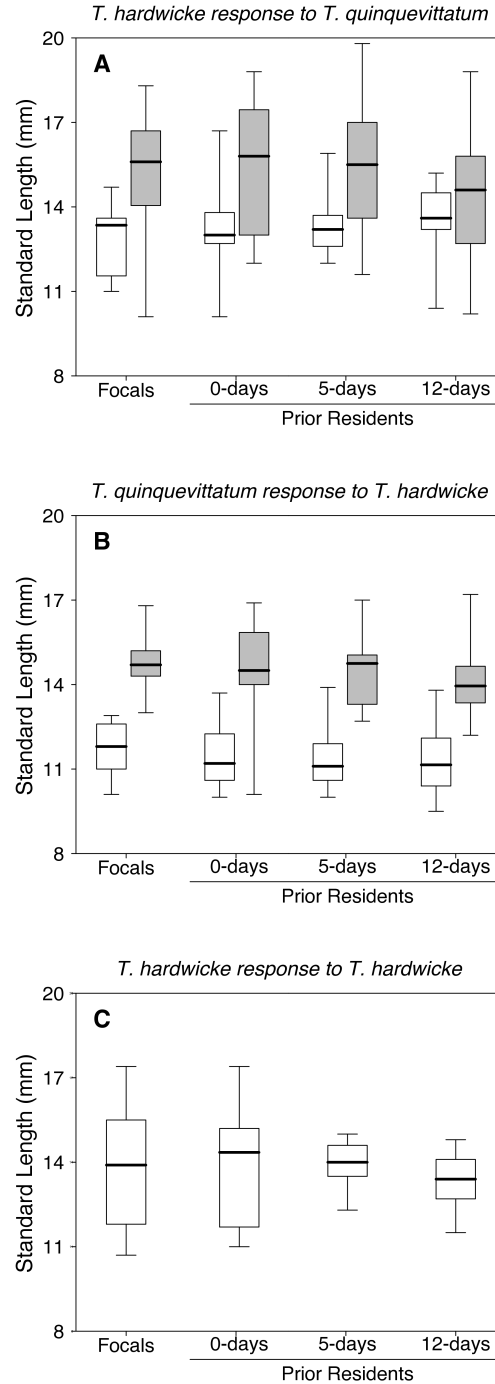 T. hardwicke response to T. quinquevittatum
A
Standard Length (mm)
20
17
14
11
8
Focals 0-days 5-days 12-days
Prior Residents
T. quinquevittatum response to T. hardwicke
B
Standard Length (mm)
20
17
14
11
8
Focals 0-days 5-days 12-days
Prior Residents
T. hardwicke response to T. hardwicke
C
Standard Length (mm)
20
17
14
11
8
Focals 0-days 5-days 12-days
Prior Residents